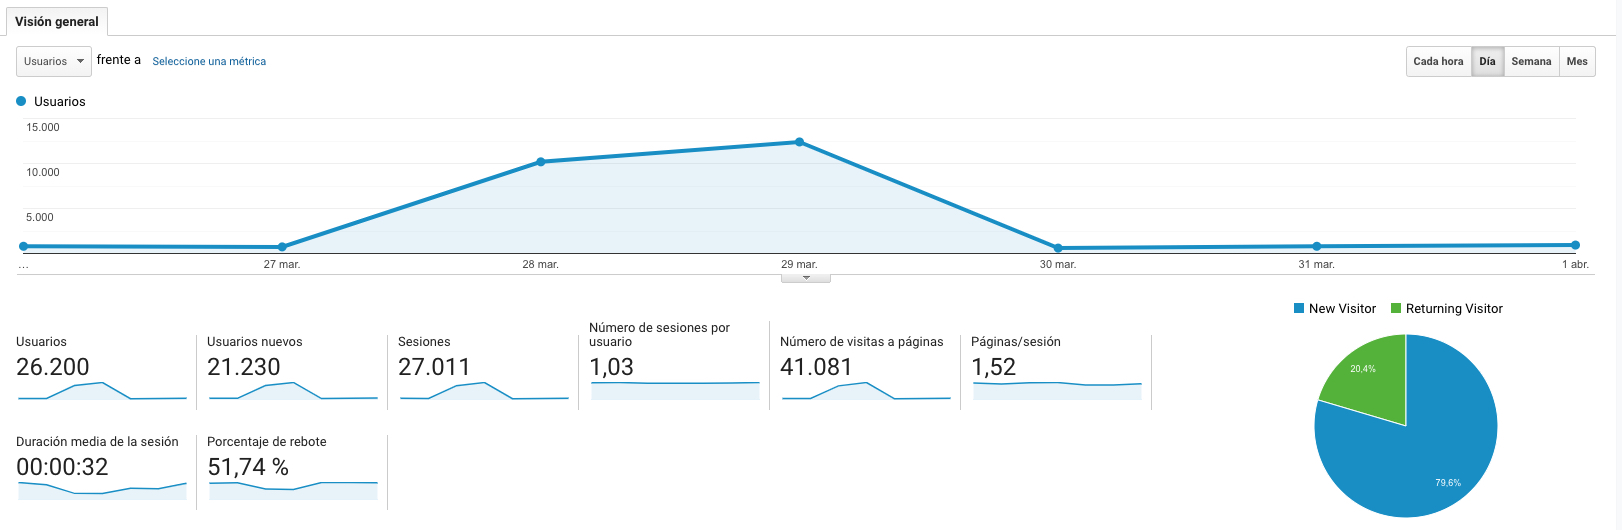 Visión general
Usuarios frente a Seleccione una métrica
Cada hora Día Semana Mes
Usuarios
15.000
10.000
5.000
... 27 mar. 28 mar. 29 mar. 30 mar. 31 mar. 1 abr.
New Visitor Returning Visitor
Usuarios
26.200
Usuarios nuevos
21.230
Sesiones
27.011
Número de sesiones por
usuario
1,03
Número de visitas a páginas
41.081
Páginas/sesión
1,52
Duración media de la sesión
00:00:32
Porcentaje de rebote
51,74 %
20,4%
79,6%